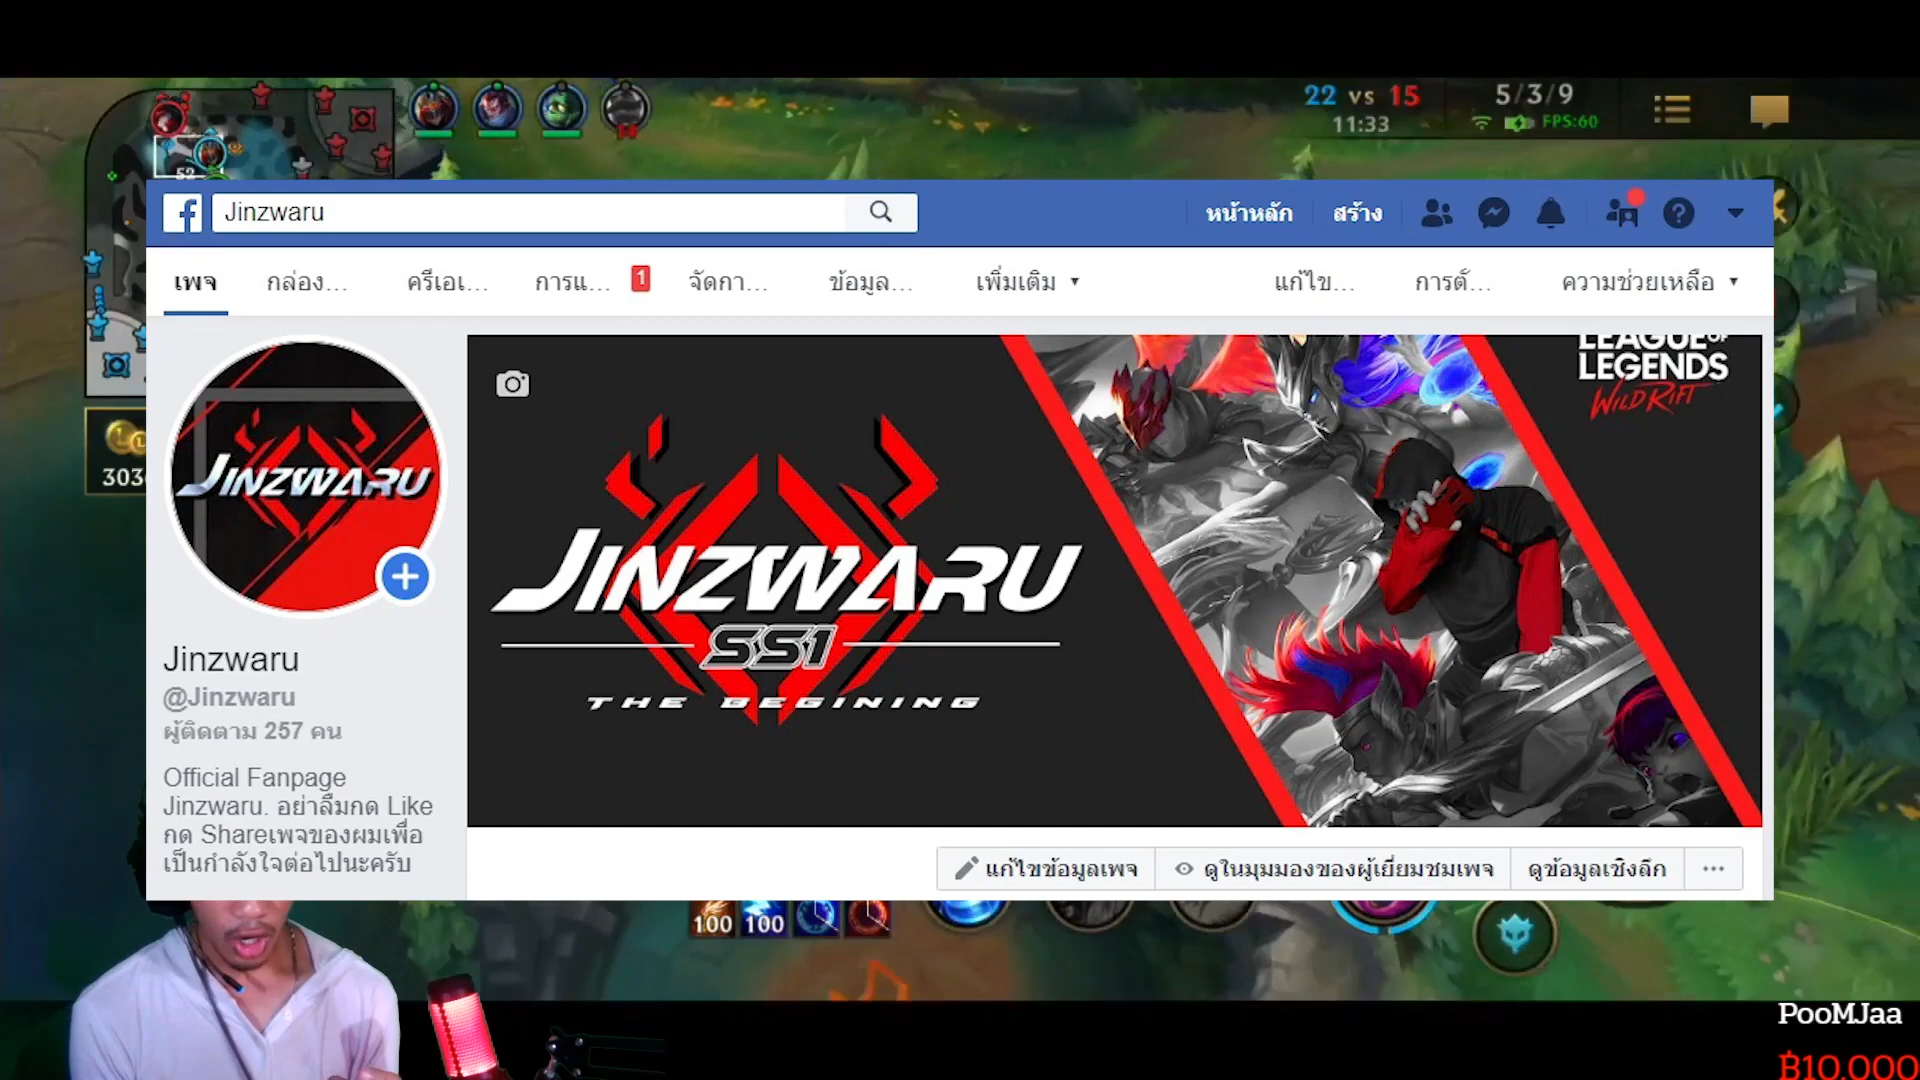 22 vs 15
5/3/9
11:33
FPS:60
52
Jinzwaru
หน้าหลัก
สร้าง
เพจ
กล่อง...
ครีเอเ...
การแ...
1
จัดกา...
ข้อมูล...
เพิ่มเติม
แก้ไข...
การตั...
ความช่วยเหลือ
LEAGUE OF
LEGENDS
WILD RIFT
JINZWARU
JINZWARU
SS1
THE BEGINING
Jinzwaru
@Jinzwaru
ผู้ติดตาม 257 คน
Official Fanpage
Jinzwaru. อย่าลืมกด Like
กด Shareเพจของผมเพื่อ
เป็นกำลังใจต่อไปนะครับ
แก้ไขข้อมูลเพจ
ดูในมุมมองของผู้เยี่ยมชมเพจ
ดูข้อมูลเชิงลึก
...
100
100
PooMJaa
฿10,000